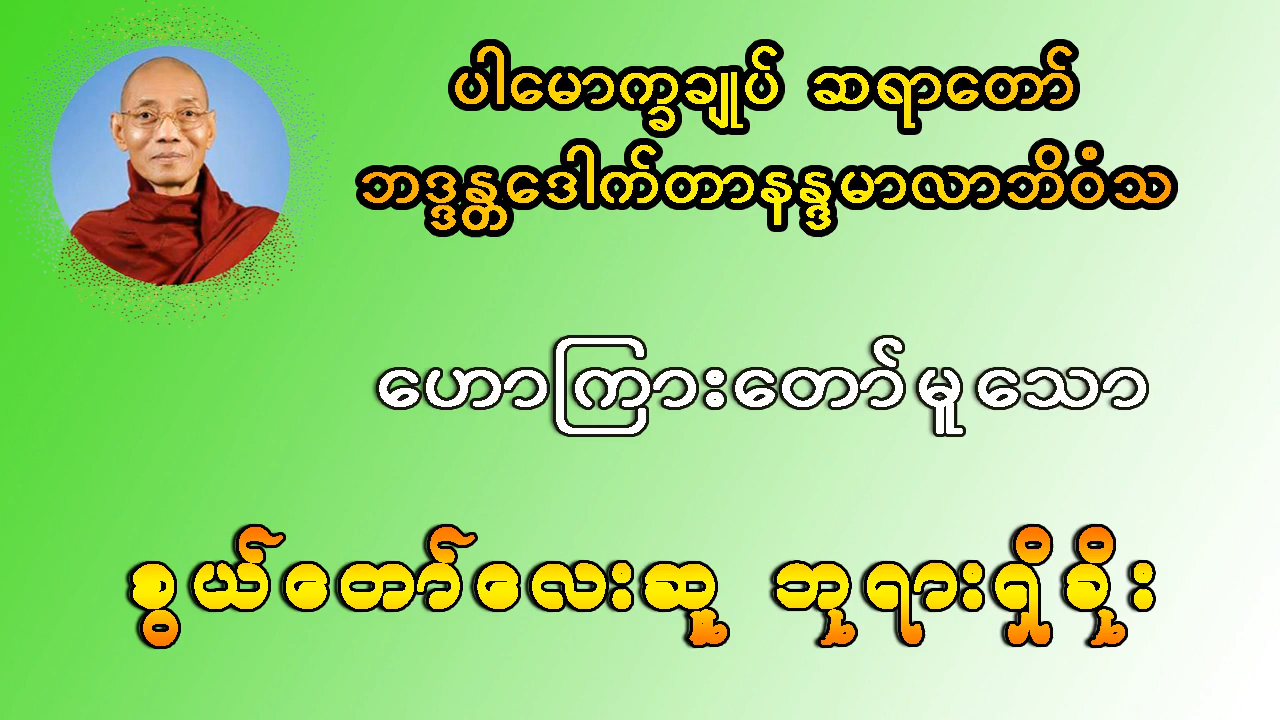 ပါမောက္ခချုပ် ဆရာတော်
ဘဒ္ဒန္တဒေါက်တာနန္ဒမာလာဘိဝံသ
ဟောကြားတော်မူသော
စွယ်တော်လေးဆူ ဘုရားရှိခိုး